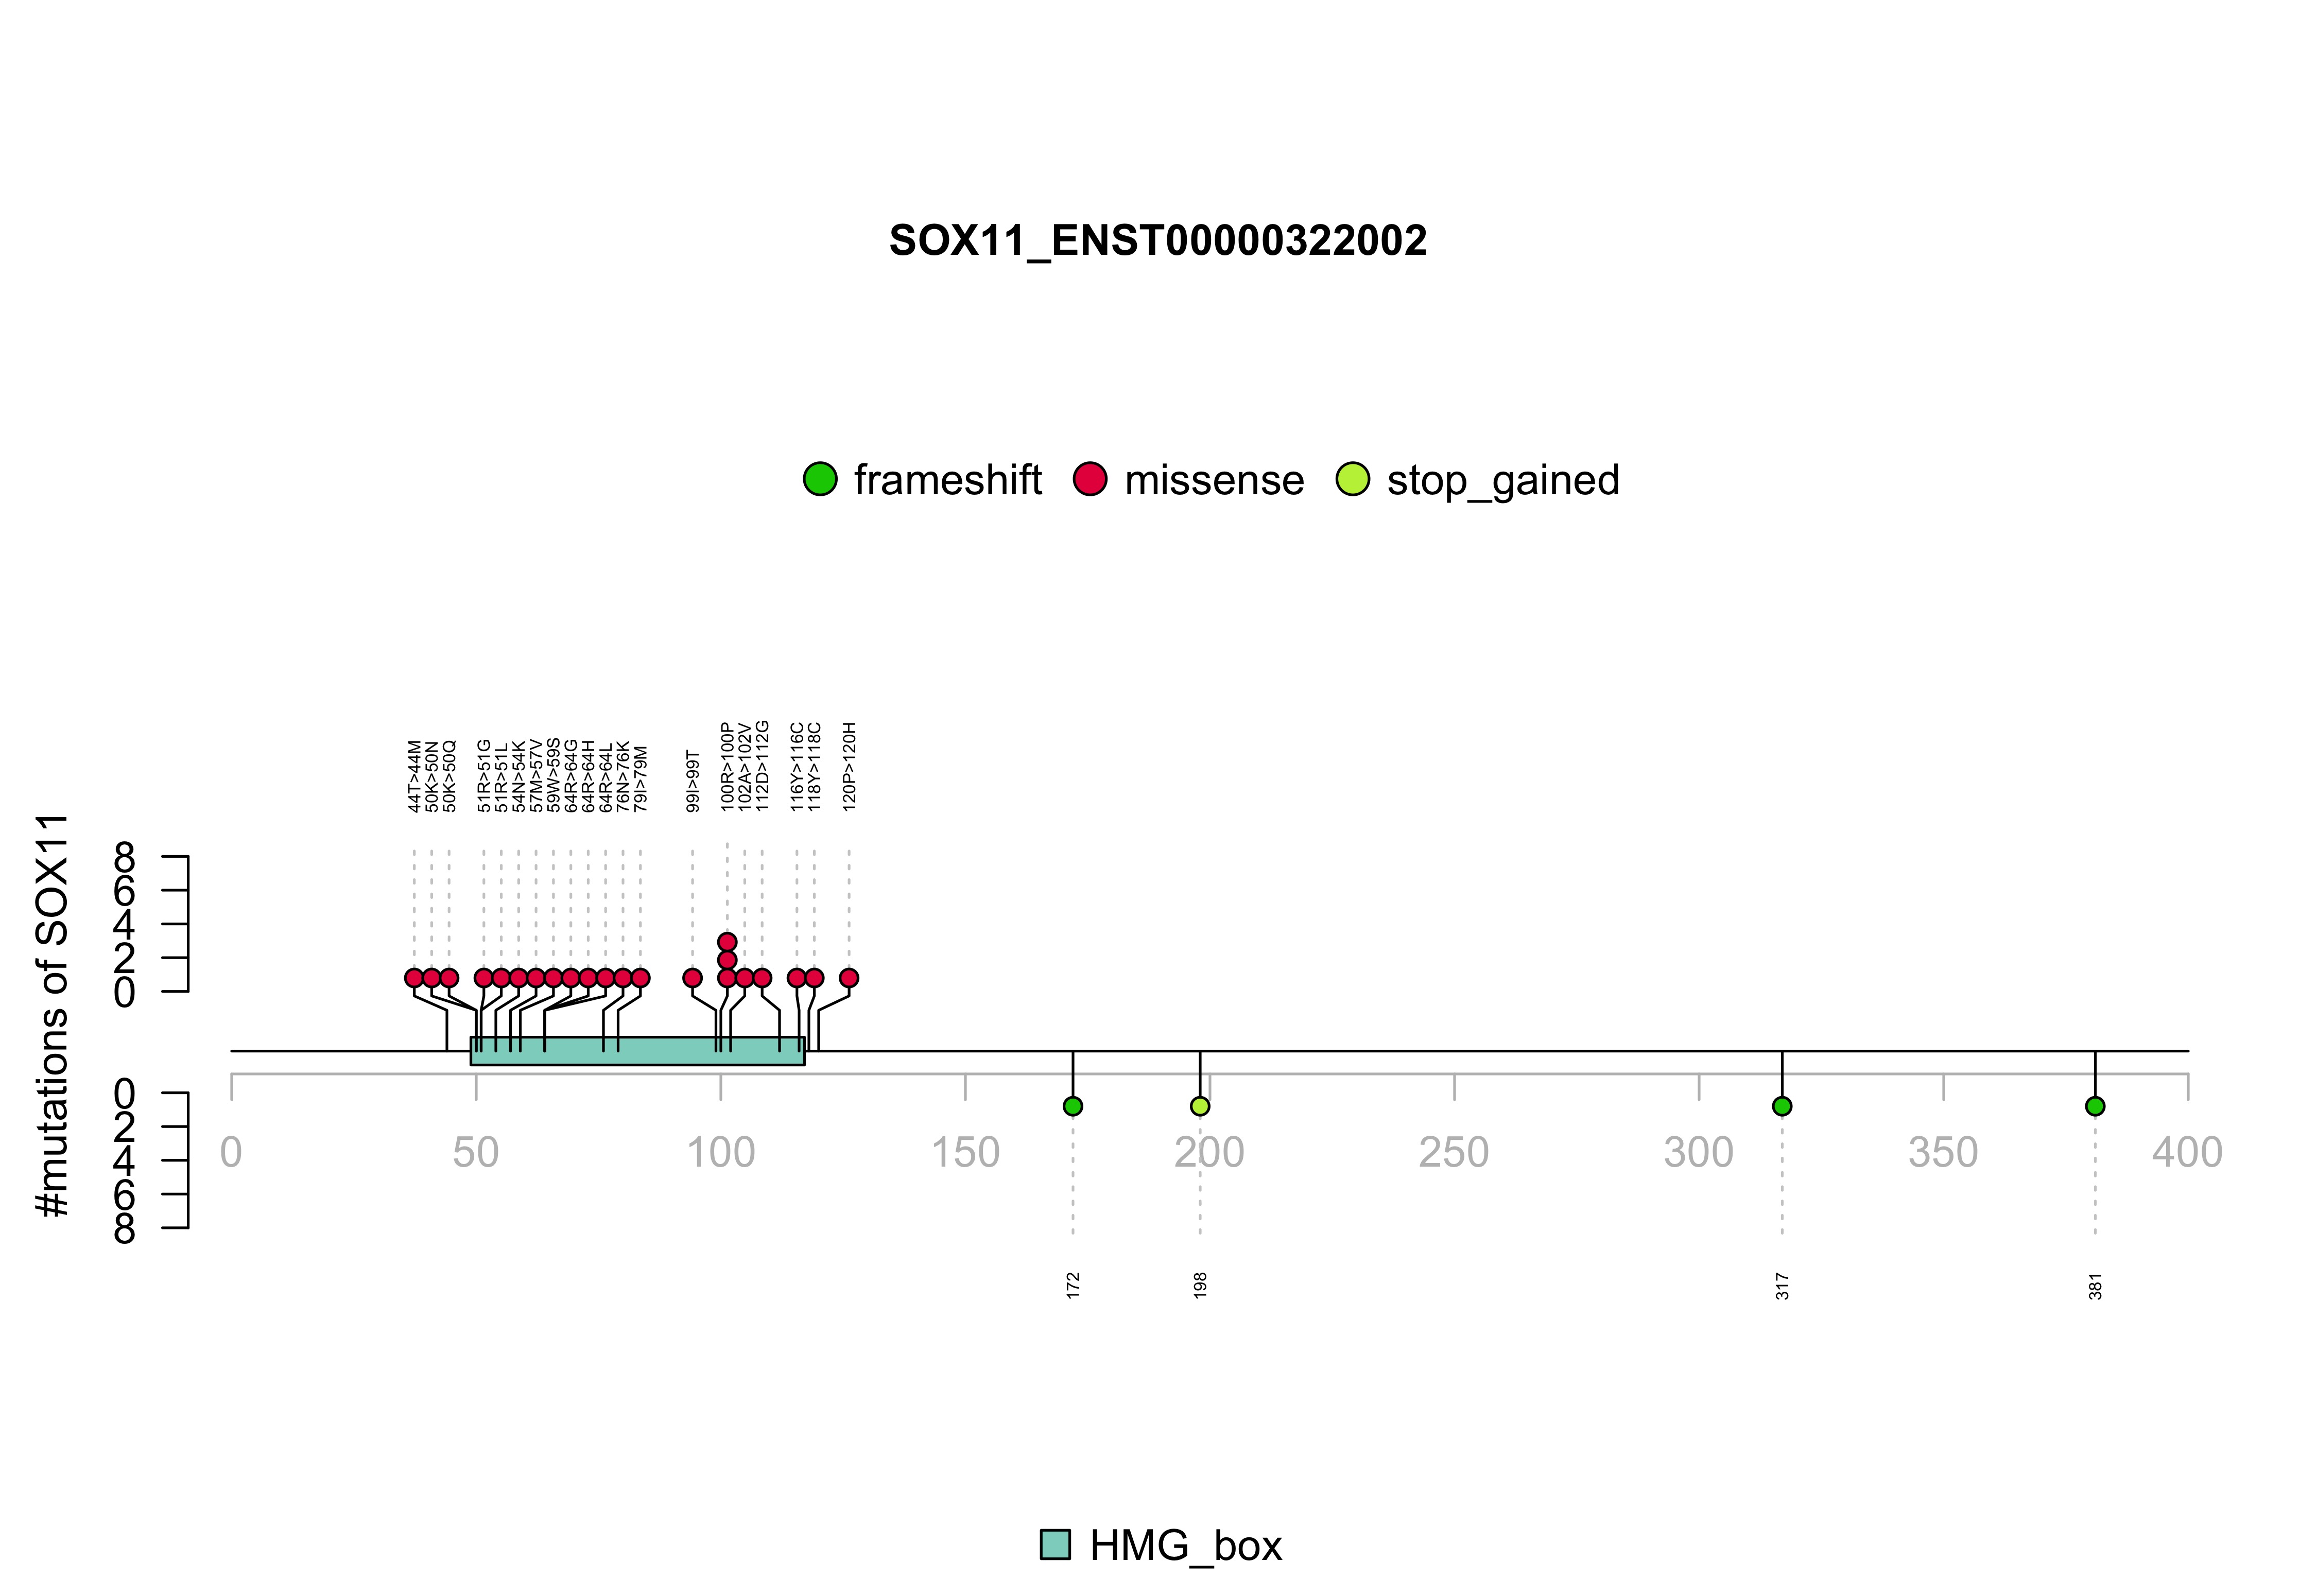 SOX11_ENST00000322002
frameshift missense stop_gained
44T>44M
50K>50N
50K>50Q
51R>51G
51R>51L
54N>54K
57M>57V
59W>59S
64R>64G
64R>64H
64R>64L
76N>76K
79I>79M
99I>99T
100R>100P
102A>102V
112D>112G
116Y>116C
118Y>118C
120P>120H
#mutations of SOX11
8
6
4
2
0
0
2
4
6
8
0 50 100 150 200 250 300 350 400
172 198 317 381
HMG_box